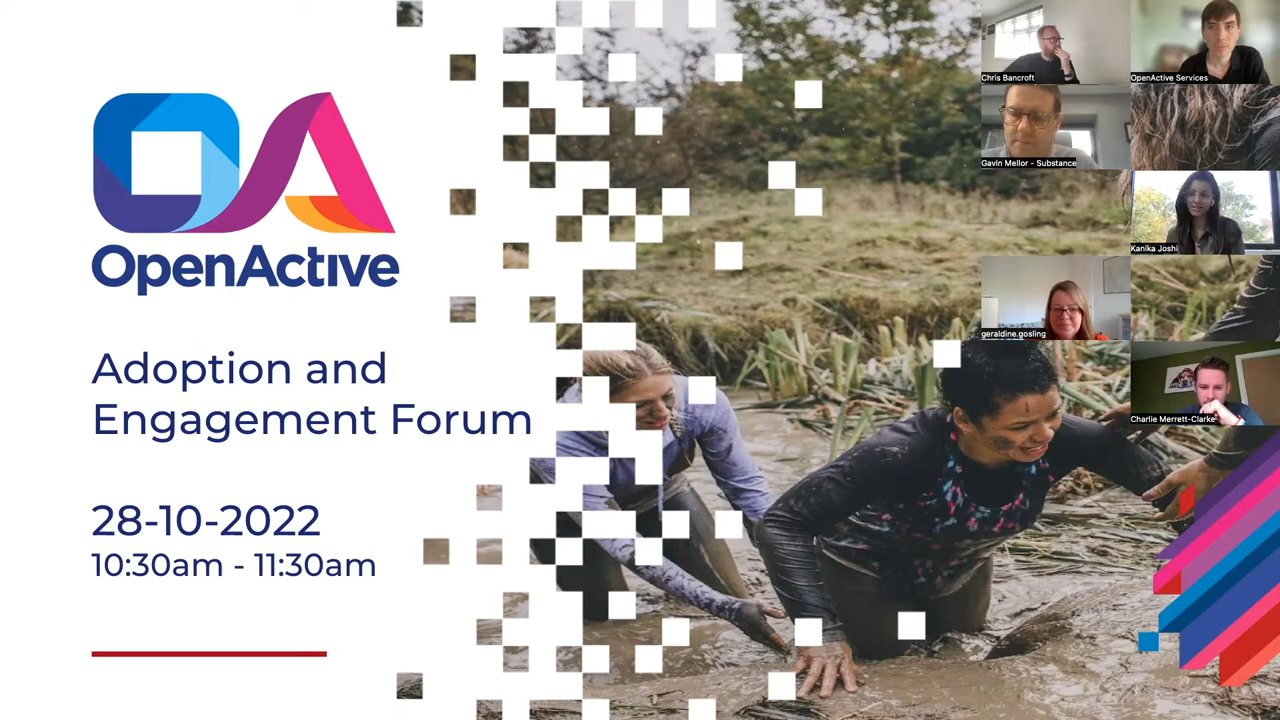 OpenActive
Adoption and
Engagement Forum
28-10-2022
10:30am - 11:30am
Chris Bancroft
OpenActive Services
Gavin Mellor - Substance
Kanika Joshi
geraldine.gosling
Charlie Merrett-Clarke